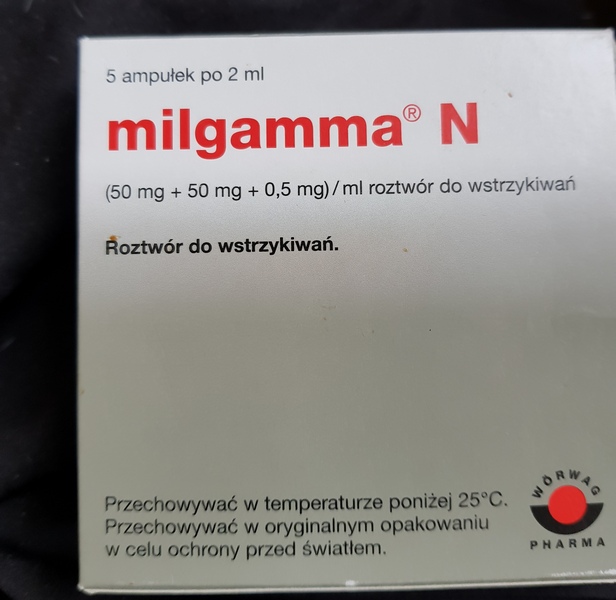 5 ampułek po 2 ml
milgamma® N
(50 mg + 50 mg + 0,5 mg)/ml roztwór do wstrzykiwań
Roztwór do wstrzykiwań.
Przechowywać w temperaturze poniżej 25°C.
Przechowywać w oryginalnym opakowaniu
w celu ochrony przed światłem.
WÖRWAG
PHARMA